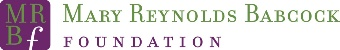 MR
Bf
Mary Reynolds Babcock
FOUNDATION